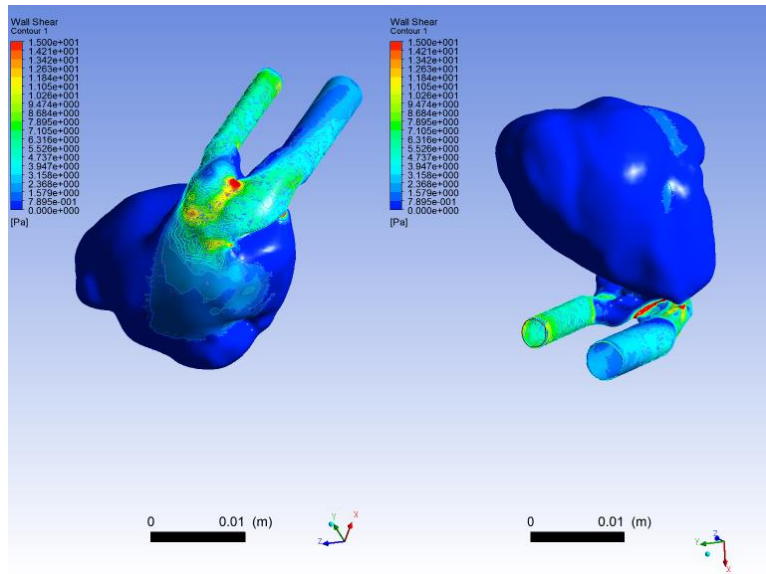 Wall Shear
Contour 1
1.500e+001
1.421e+001
1.342e+001
1.263e+001
1.184e+001
1.105e+001
1.026e+001
9.474e+000
8.684e+000
7.895e+000
7.105e+000
6.316e+000
5.526e+000
4.737e+000
3.947e+000
3.158e+000
2.368e+000
1.579e+000
7.895e-001
0.000e+000
[Pa]
0 0.01 (m)
Z Y X
Wall Shear
Contour 1
1.500e+001
1.421e+001
1.342e+001
1.263e+001
1.184e+001
1.105e+001
1.026e+001
9.474e+000
8.684e+000
7.895e+000
7.105e+000
6.316e+000
5.526e+000
4.737e+000
3.947e+000
3.158e+000
2.368e+000
1.579e+000
7.895e-001
0.000e+000
[Pa]
0 0.01 (m)
Y Z X